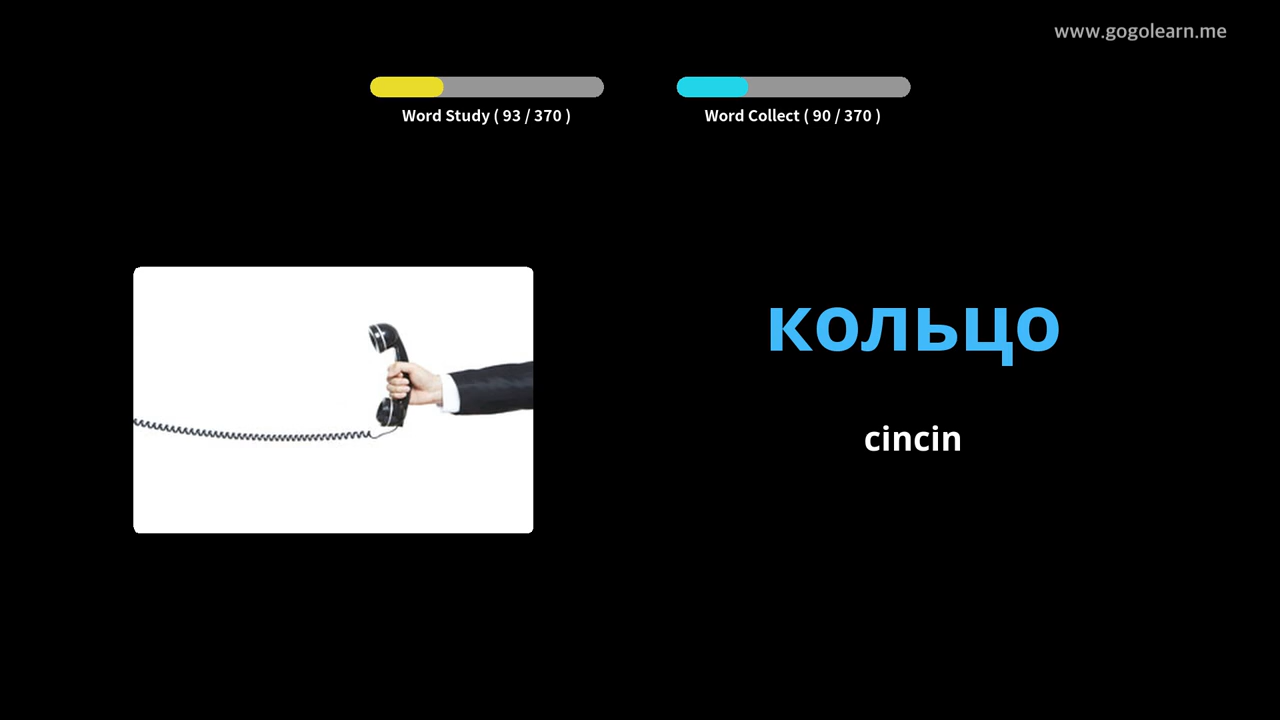 www.gogolearn.me
Word Study ( 93 / 370 )
Word Collect ( 90 / 370 )
кольцо
cincin